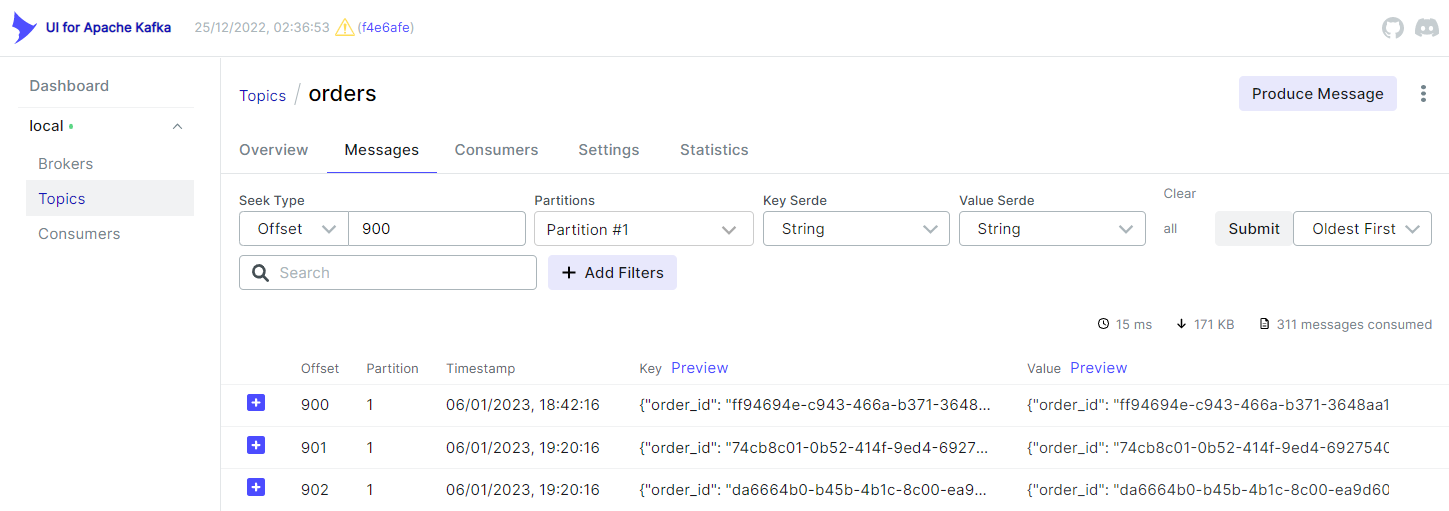 UI for Apache Kafka 25/12/2022, 02:36:53 (f4e6afe)
Dashboard
local
Brokers
Topics
Consumers
Topics / orders
Produce Message
Overview Messages Consumers Settings Statistics
Seek Type Partitions Key Serde Value Serde Clear
Offset 900 Partition #1 String String all Submit Oldest First
Search Add Filters
15 ms 171 KB 311 messages consumed
Offset Partition Timestamp Key Preview Value Preview
900 1 06/01/2023, 18:42:16 {"order_id": "ff94694e-c943-466a-b371-3648... {"order_id": "ff94694e-c943-466a-b371-3648aa1
901 1 06/01/2023, 19:20:16 {"order_id": "74cb8c01-0b52-414f-9ed4-6927... {"order_id": "74cb8c01-0b52-414f-9ed4-6927540
902 1 06/01/2023, 19:20:16 {"order_id": "da6664b0-b45b-4b1c-8c00-ea9... {"order_id": "da6664b0-b45b-4b1c-8c00-ea9d60